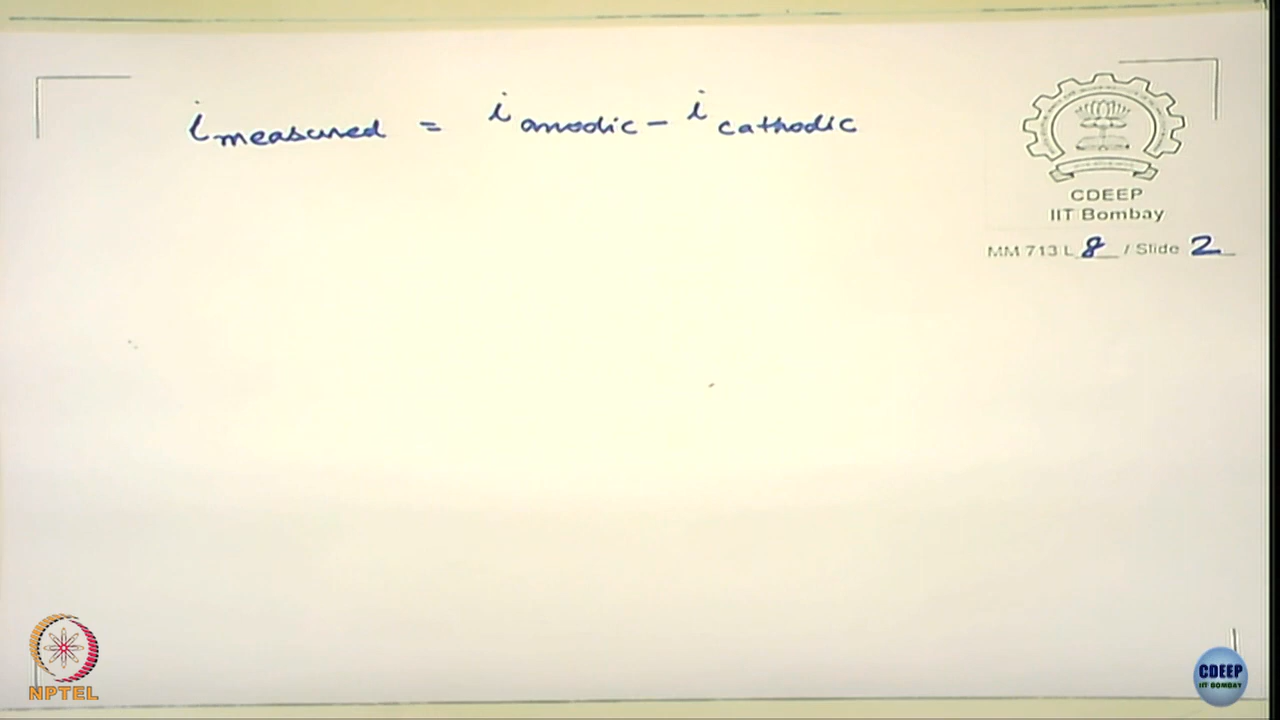 i measured = i anodic - i cathodic
CDEEP
IIT Bombay
MM 713 L 8 / Slide 2
NPTEL
CDEEP
IIT BOMBAY